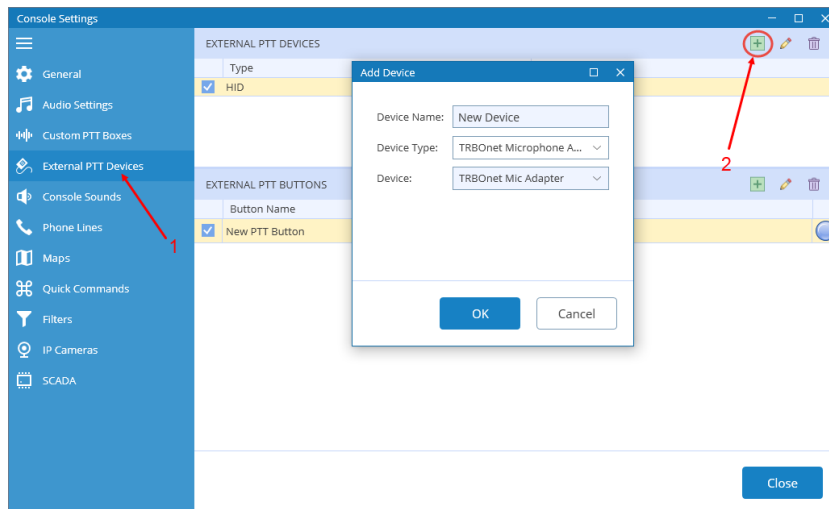 Console Settings
EXTERNAL PTT DEVICES
General
Audio Settings
Custom PTT Boxes
External PTT Devices
Console Sounds
Phone Lines
Maps
Quick Commands
Filters
IP Cameras
SCADA
1
Type
HID
2
EXTERNAL PTT BUTTONS
Button Name
New PTT Button
Add Device
Device Name: New Device
Device Type: TRBOnet Microphone A...
Device: TRBOnet Mic Adapter
OK Cancel
Close